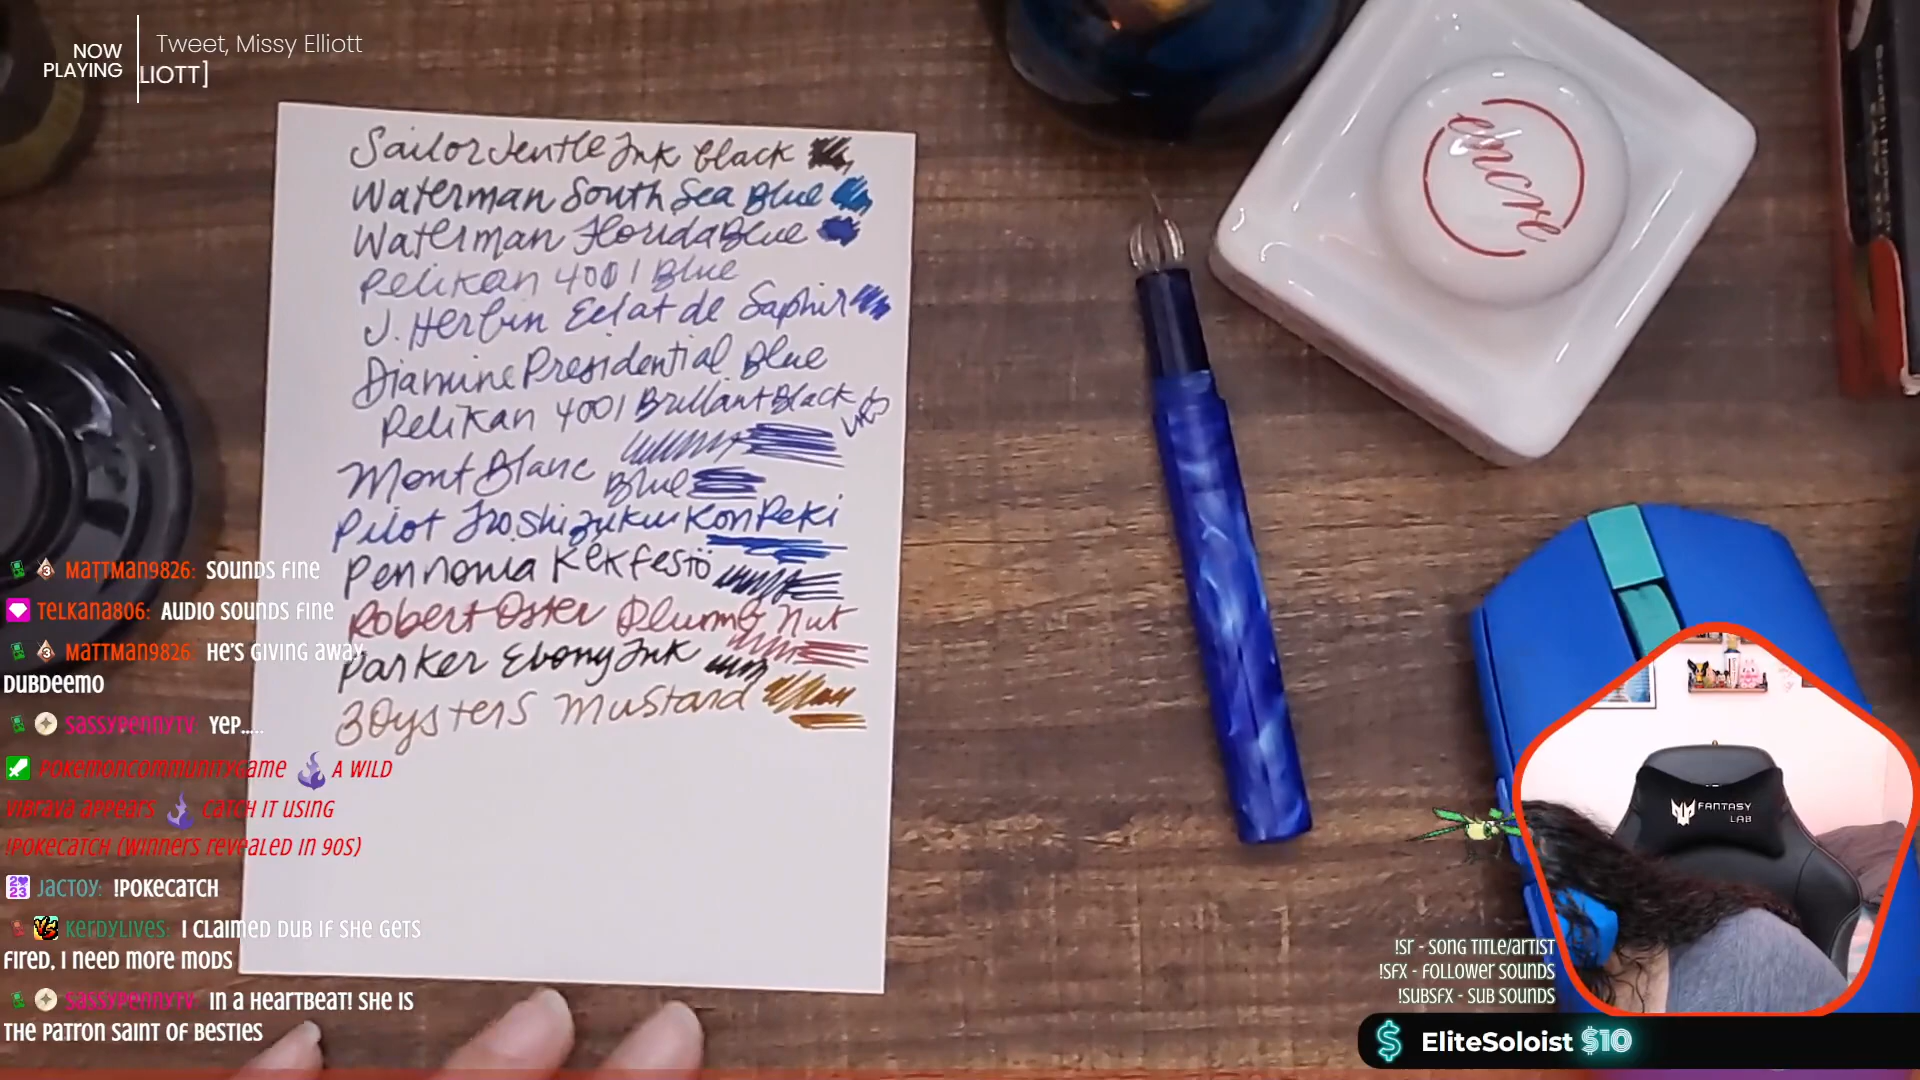 NOW PLAYING
Tweet, Missy Elliott
LIOTT]
Sailor Jentle Ink Black
Waterman South Sea Blue
Waterman Florida Blue
Pelikan 4001 Blue
J. Herbin Eclat de Saphir
Diamine Presidential Blue
Pelikan 4001 Brillant Black
Mont Blanc
Blue
Pilot Iroshizuku Kon Peki
Pennonia Kékfestö
Robert Oster Plumb Nut
Parker Ebony Ink
3 Oysters Mustard
encre
MATTMAN9826: SOUNDS FINE
TELKANA806: AUDIO SOUNDS FINE
MATTMAN9826: HE'S GIVING AWAY
DUBDEEMO
SASSYPENNYTV: YEP.....
POKEMONCOMMUNITYGAME A WILD
VIBRAVA APPEARS CATCH IT USING
!POKECATCH (WINNERS REVEALED IN 90S)
JACTOY: !POKECATCH
KERDYLIVES: I CLAIMED DUB IF SHE GETS
FIRED, I NEED MORE MODS
SASSYPENNYTV: IN A HEARTBEAT! SHE IS
THE PATRON SAINT OF BESTIES
FANTASY
LAB
!SR - SONG TITLE/ARTIST
!SFX - FOLLOWER SOUNDS
!SUBSFX - SUB SOUNDS
EliteSoloist $10